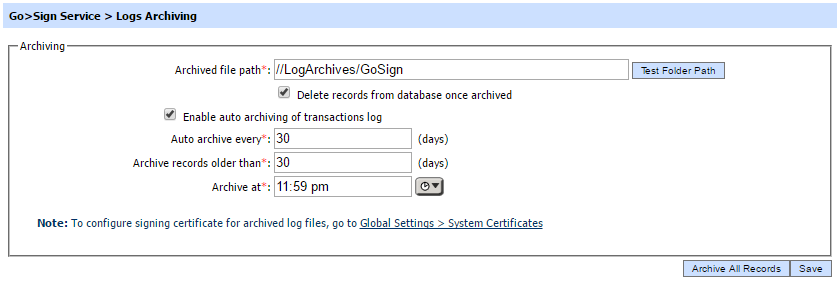 Go>Sign Service > Logs Archiving
Archiving
Archived file path*: //LogArchives/GoSign Test Folder Path
Delete records from database once archived
Enable auto archiving of transactions log
Auto archive every*: 30 (days)
Archive records older than*: 30 (days)
Archive at*: 11:59 pm
Note: To configure signing certificate for archived log files, go to Global Settings > System Certificates
Archive All Records Save